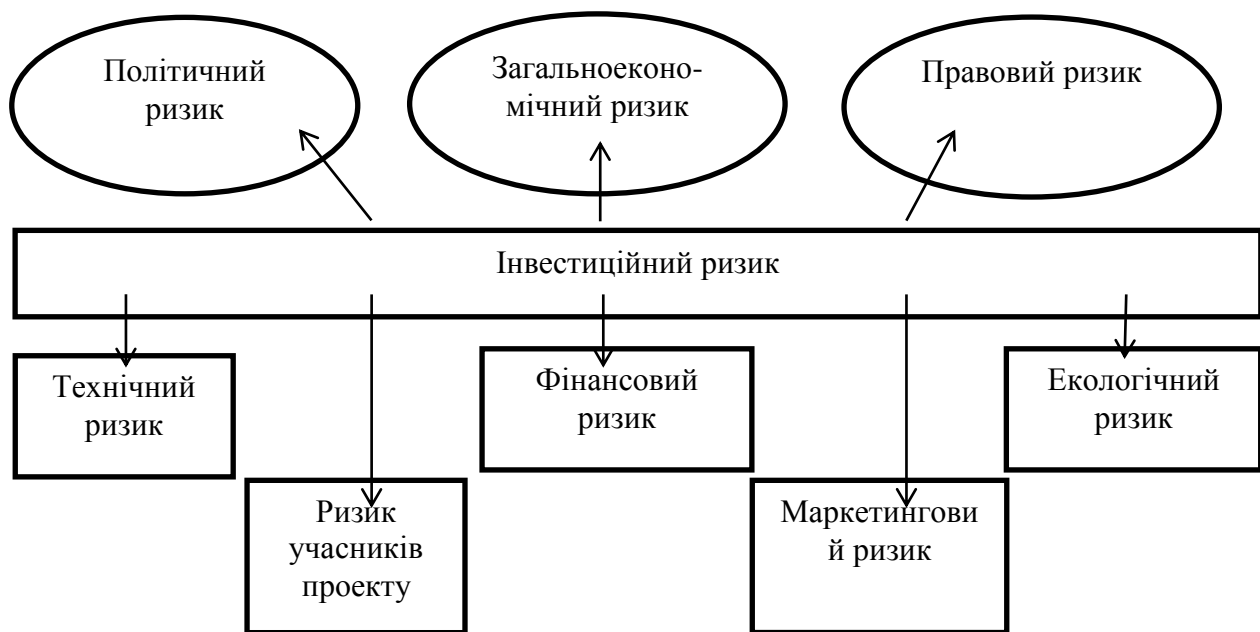 Політичний
ризик
Загальноеконо-
мічний ризик
Правовий ризик
Інвестиційний ризик
Технічний
ризик
Фінансовий
ризик
Екологічний
ризик
Ризик
учасників
проекту
Маркетингови
й ризик